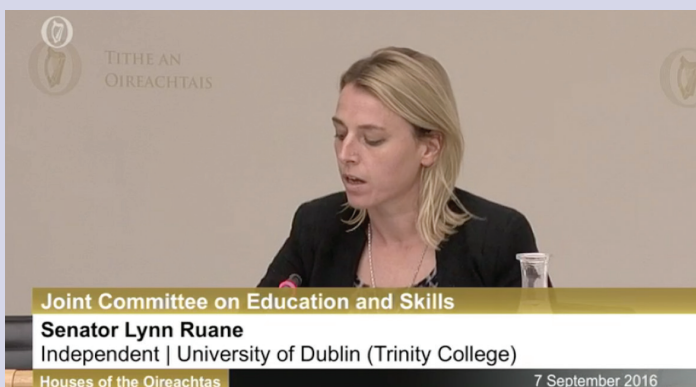 TITHE AN
OIREACHTAIS
Joint Committee on Education and Skills
Senator Lynn Ruane
Independent | University of Dublin (Trinity College)
Houses of the Oireachtas
7 September 2016